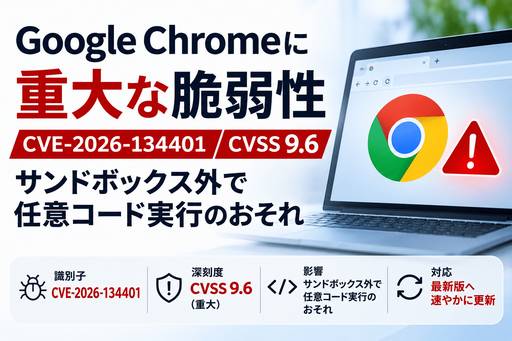 Google Chromeに
重大な脆弱性
CVE-2026-134401 / CVSS 9.6
サンドボックス外で
任意コード実行のおそれ
識別子
CVE-2026-134401
深刻度
CVSS 9.6
(重大)
影響
サンドボックス外で
任意コード実行の
おそれ
対応
最新版へ
速やかに更新